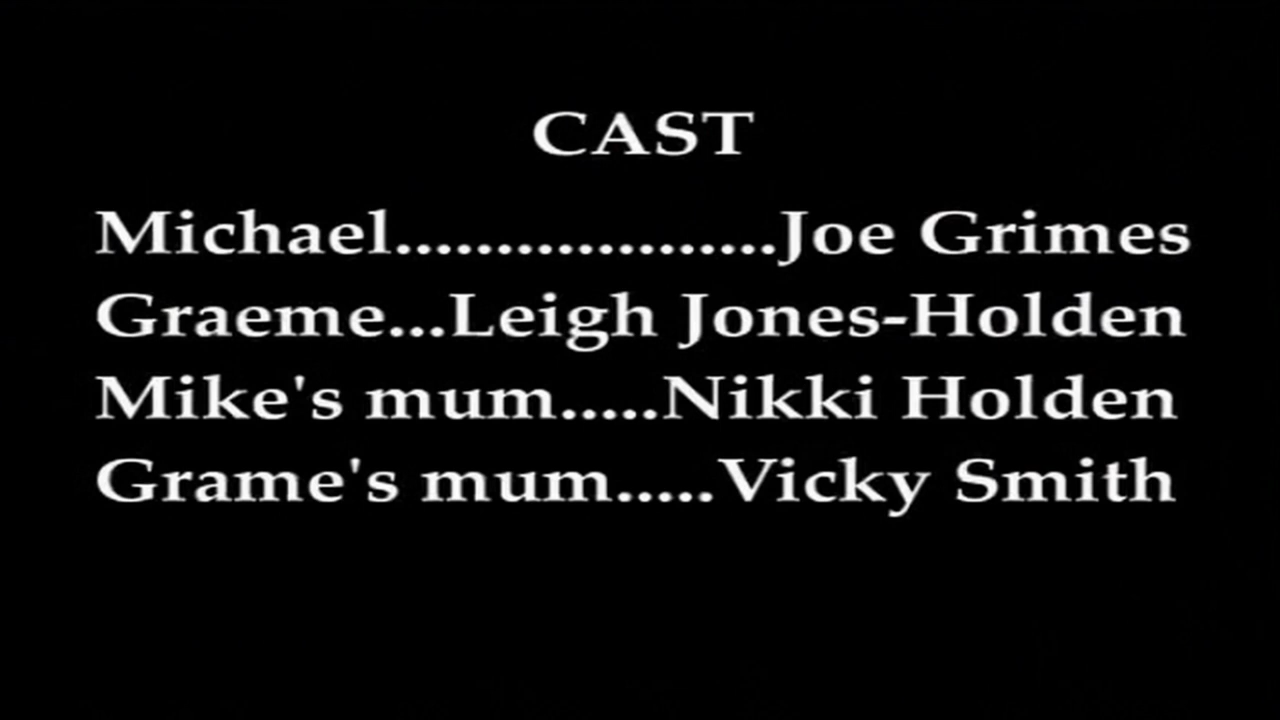 CAST
Michael...................Joe Grimes
Graeme...Leigh Jones-Holden
Mike's mum.....Nikki Holden
Grame's mum.....Vicky Smith